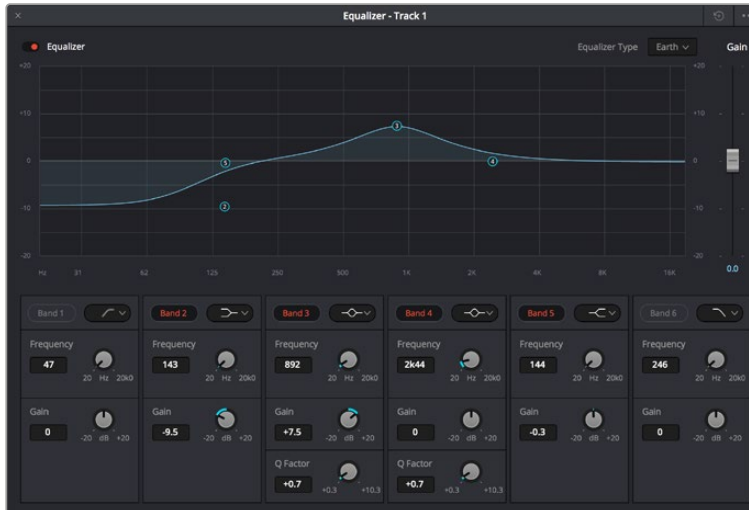 Equalizer - Track 1
Equalizer
Equalizer Type
Earth
Gain
+20
+20
+10
+10
0
0
-10
-10
-20
-20
Hz 31 62 125 250 500 1K 2K 4K 8K 16K
0.0
5
2
3
4
Band 1 Band 2 Band 3 Band 4 Band 5 Band 6
Frequency Frequency Frequency Frequency Frequency Frequency
47 143 892 2k44 144 246
20 Hz 20k0 20 Hz 20k0 20 Hz 20k0 20 Hz 20k0 20 Hz 20k0 20 Hz 20k0
Gain Gain Gain Gain Gain Gain
0 -9.5 +7.5 0 -0.3 0
-20 dB +20 -20 dB +20 -20 dB +20 -20 dB +20 -20 dB +20 -20 dB +20
Q Factor Q Factor
+0.7 +0.7
+0.3 +10.3 +0.3 +10.3